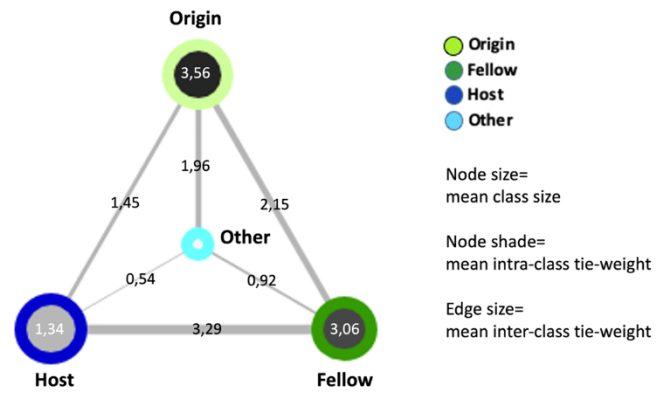 Origin
3,56
1,96
1,45
2,15
Other
0,54
0,92
1,34
3,29
3,06
Host
Fellow
Origin
Fellow
Host
Other
Node size=
mean class size
Node shade=
mean intra-class tie-weight
Edge size=
mean inter-class tie-weight